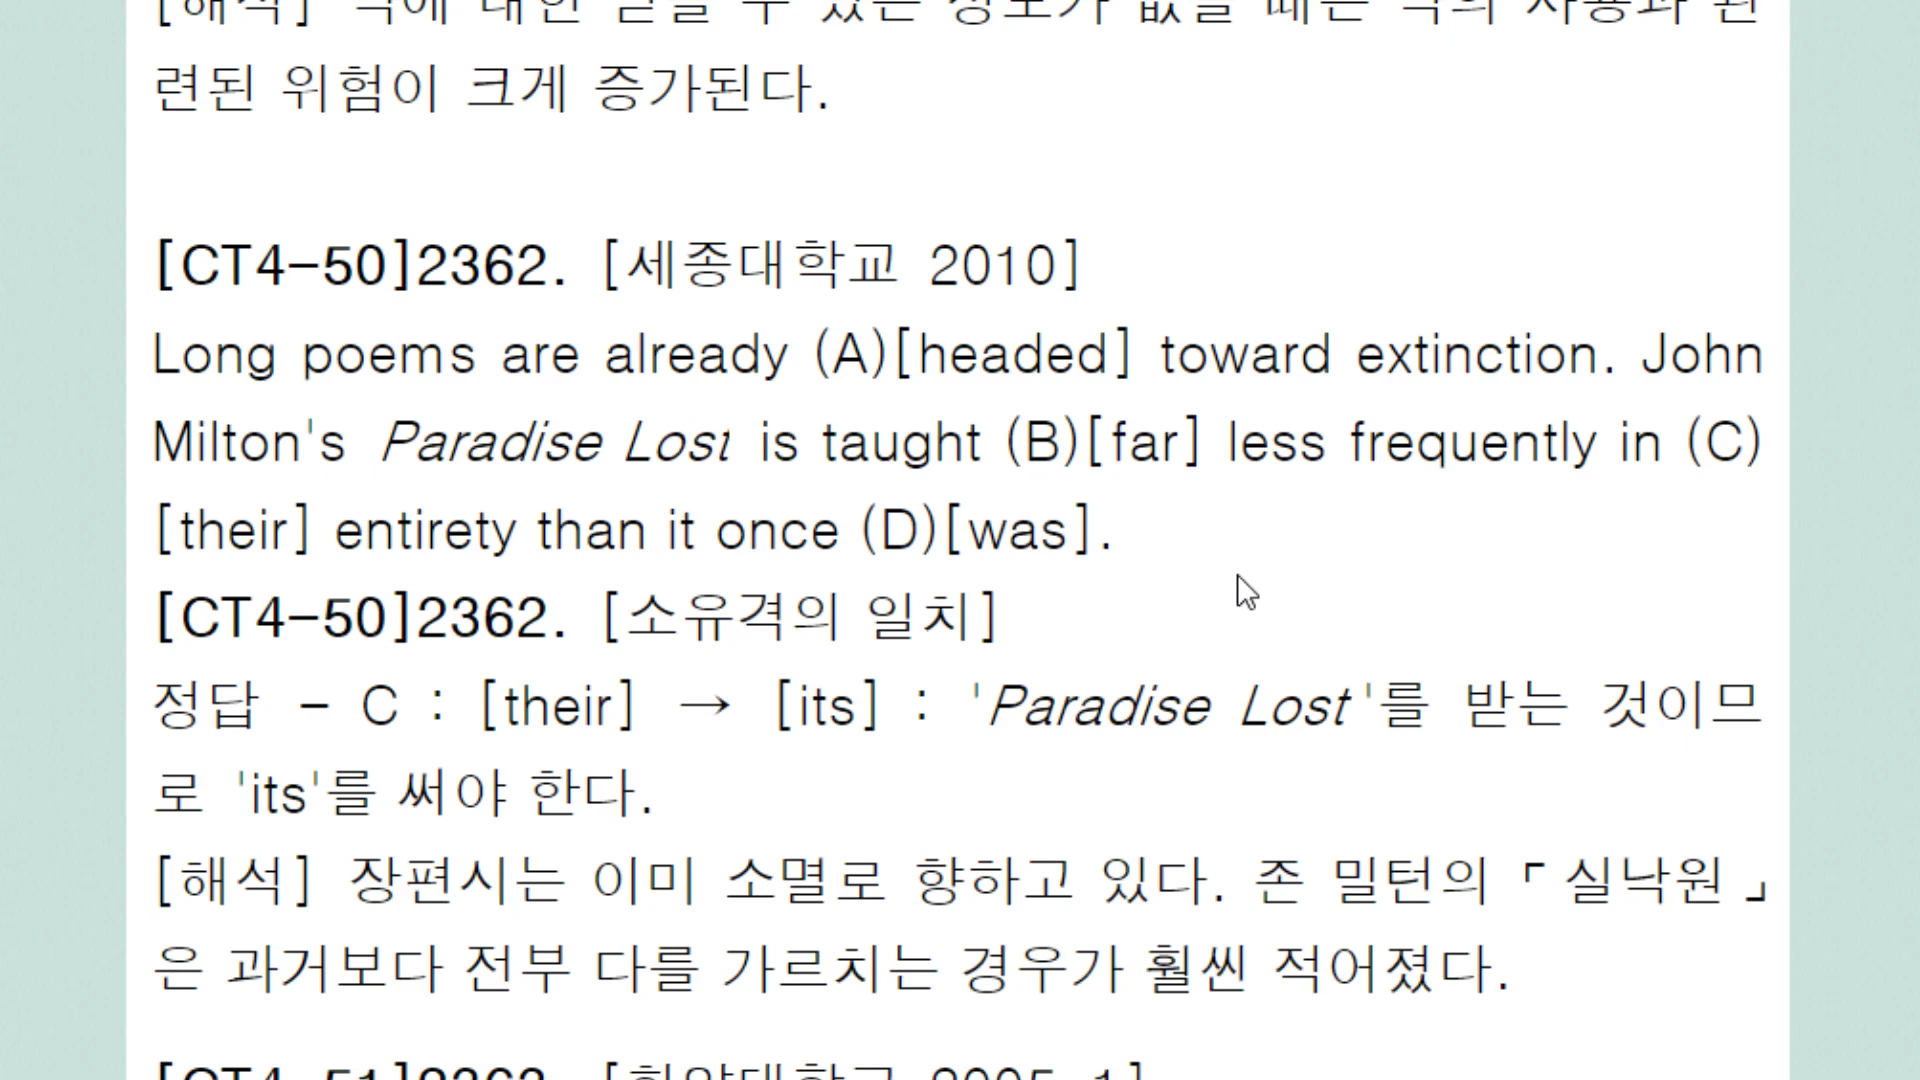 련된 위험이 크게 증가된다.
[CT4-50]2362. [세종대학교 2010]
Long poems are already (A)[headed] toward extinction. John
Milton's Paradise Lost is taught (B)[far] less frequently in (C)
[their] entirety than it once (D)[was].
[CT4-50]2362. [소유격의 일치]
정답 - C : [their] → [its] : 'Paradise Lost'를 받는 것이므
로 'its'를 써야 한다.
[해석] 장편시는 이미 소멸로 향하고 있다. 존 밀턴의 「실낙원」
은 과거보다 전부 다를 가르치는 경우가 훨씬 적어졌다.